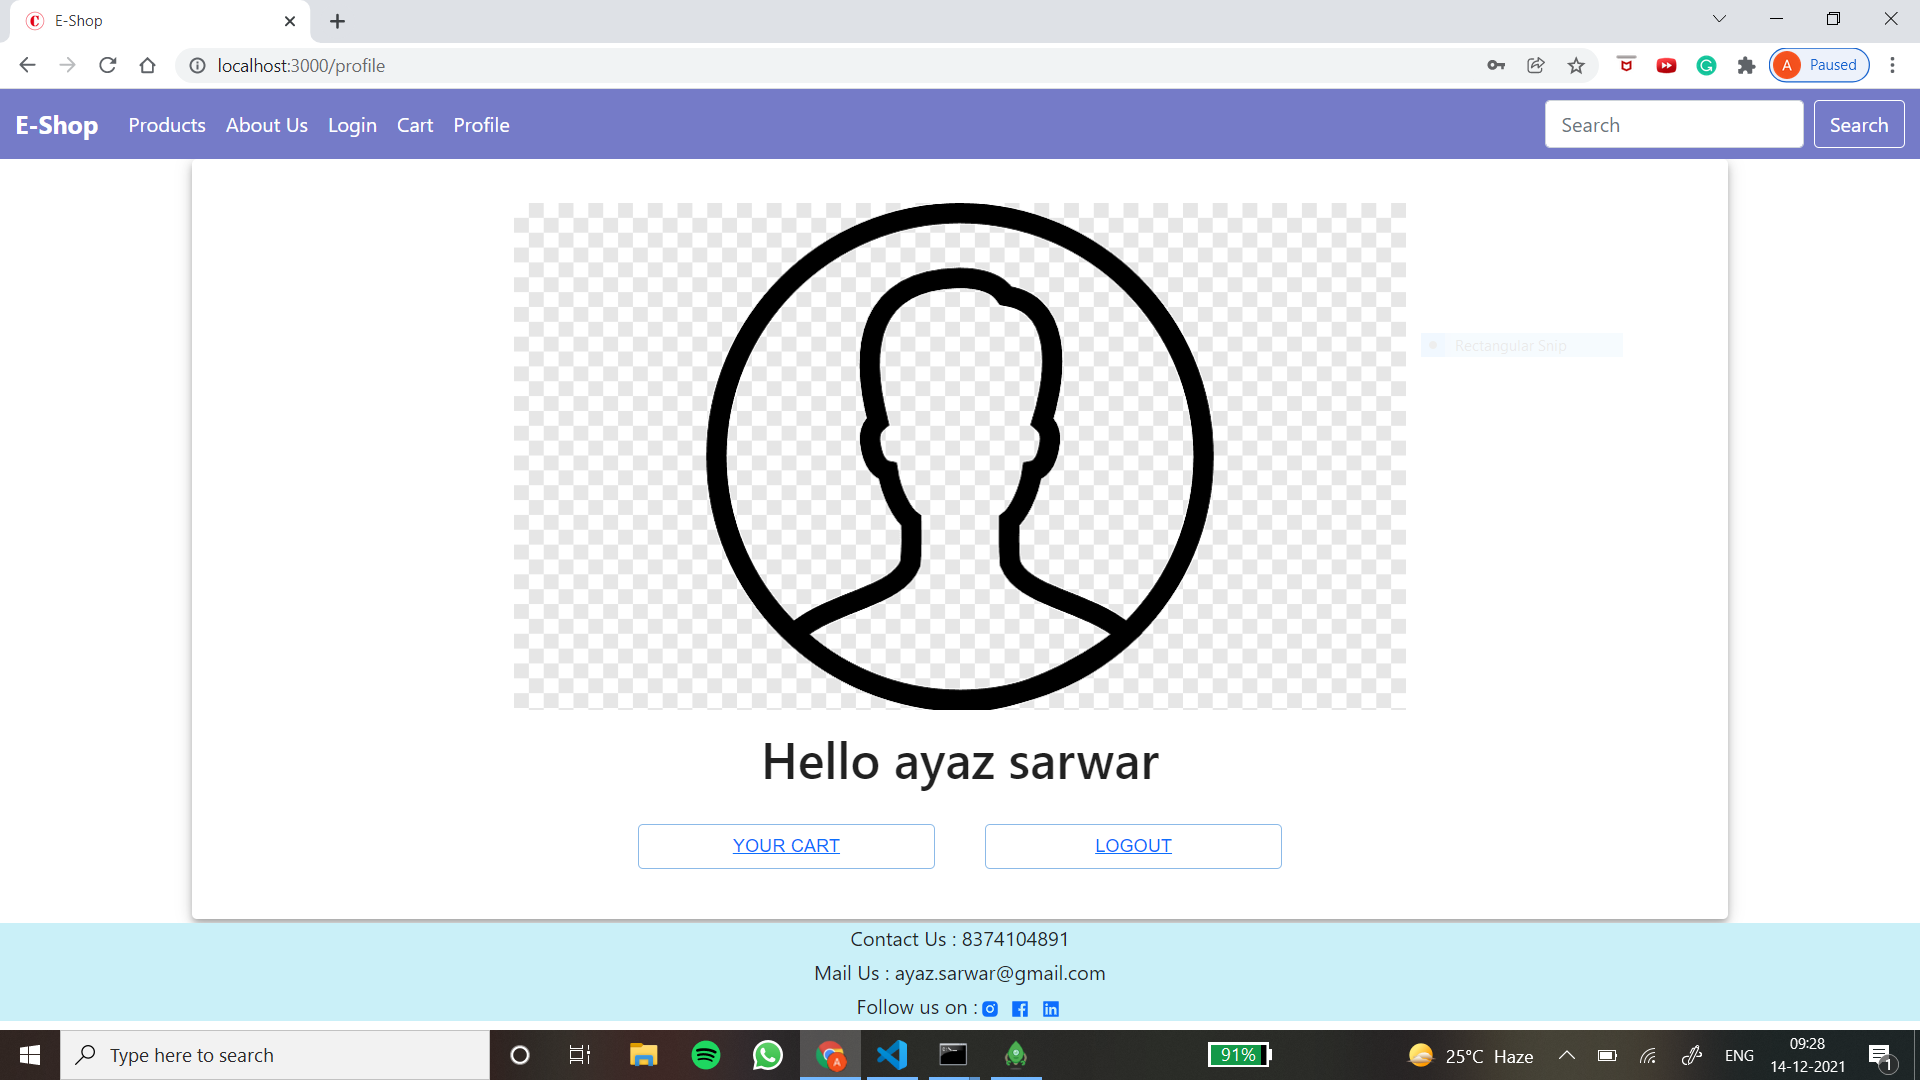 E-Shop
localhost:3000/profile
A Paused
E-Shop Products About Us Login Cart Profile Search Search
Rectangular Snip
Hello ayaz sarwar
YOUR CART LOGOUT
Contact Us : 8374104891
Mail Us : ayaz.sarwar@gmail.com
Follow us on :
Type here to search
91%
25°C Haze
ENG
09:28
14-12-2021
1